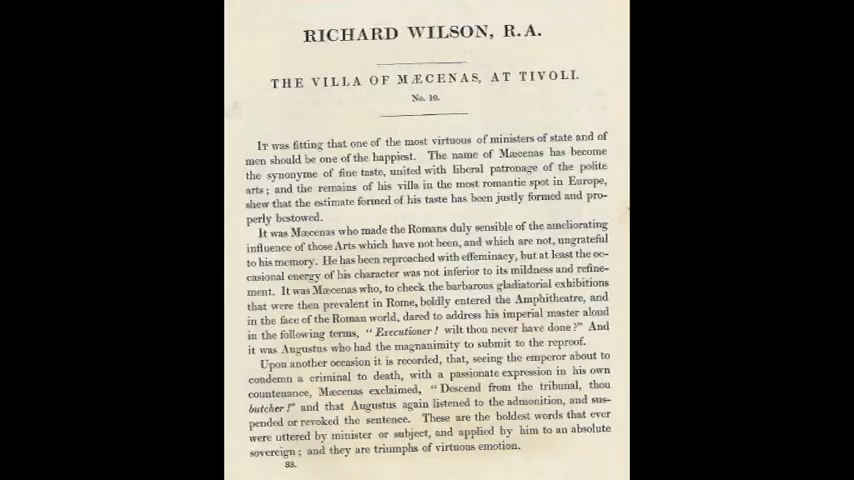 RICHARD WILSON, R.A.
THE VILLA OF MÆCENAS, AT TIVOLI.
No. 10.
It was fitting that one of the most virtuous of ministers of state and of
men should be one of the happiest. The name of Mæcenas has become
the synonyme of fine taste, united with liberal patronage of the polite
arts; and the remains of his villa in the most romantic spot in Europe,
shew that the estimate formed of his taste has been justly formed and pro-
perly bestowed.
It was Mæcenas who made the Romans duly sensible of the ameliorating
influence of those Arts which have not been, and which are not, ungrateful
to his memory. He has been reproached with effeminacy, but at least the oc-
casional energy of his character was not inferior to its mildness and refine-
ment. It was Mæcenas who, to check the barbarous gladiatorial exhibitions
that were then prevalent in Rome, boldly entered the Amphitheatre, and
in the face of the Roman world, dared to address his imperial master aloud
in the following terms, "Executioner! wilt thou never have done?" And
it was Augustus who had the magnanimity to submit to the reproof.
Upon another occasion it is recorded, that, seeing the emperor about to
condemn a criminal to death, with a passionate expression in his own
countenance, Mæcenas exclaimed, "Descend from the tribunal, thou
butcher!" and that Augustus again listened to the admonition, and sus-
pended or revoked the sentence. These are the boldest words that ever
were uttered by minister or subject, and applied by him to an absolute
sovereign; and they are triumphs of virtuous emotion.
33.